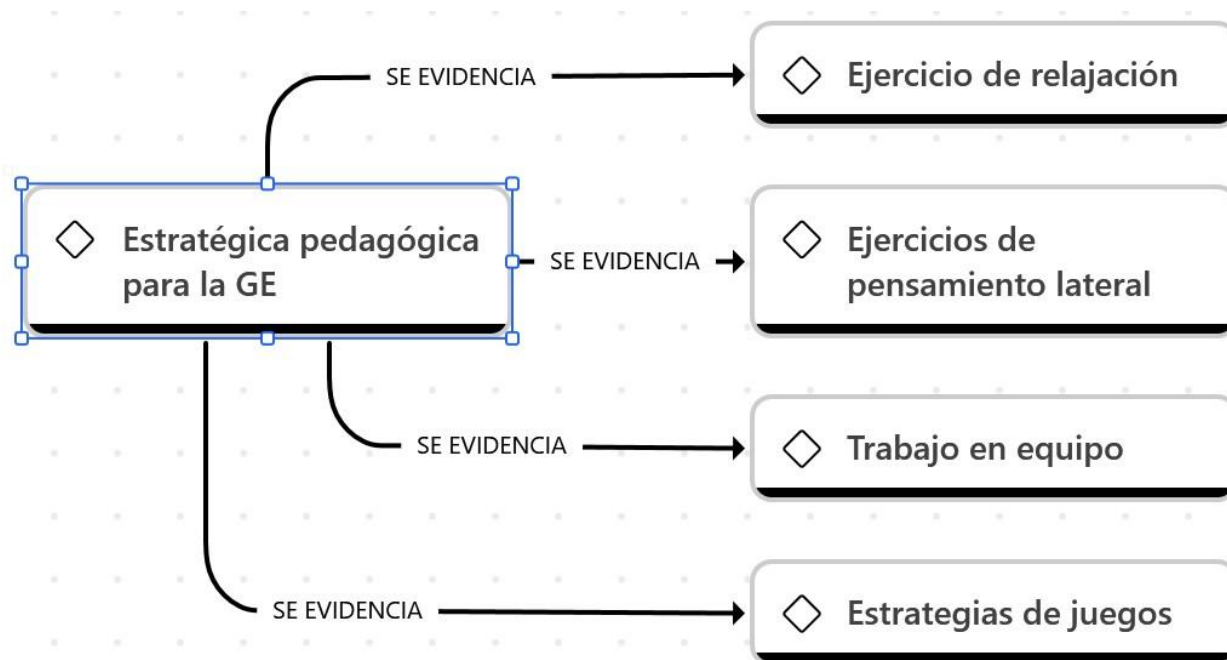 SE EVIDENCIA
Ejercicio de relajación
Estratégica pedagógica
para la GE
SE EVIDENCIA
Ejercicios de
pensamiento lateral
SE EVIDENCIA
Trabajo en equipo
SE EVIDENCIA
Estrategias de juegos